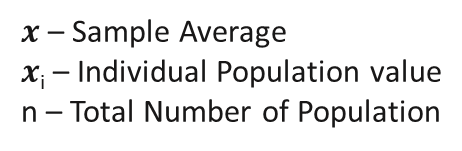 x – Sample Average
xᵢ – Individual Population value
n – Total Number of Population